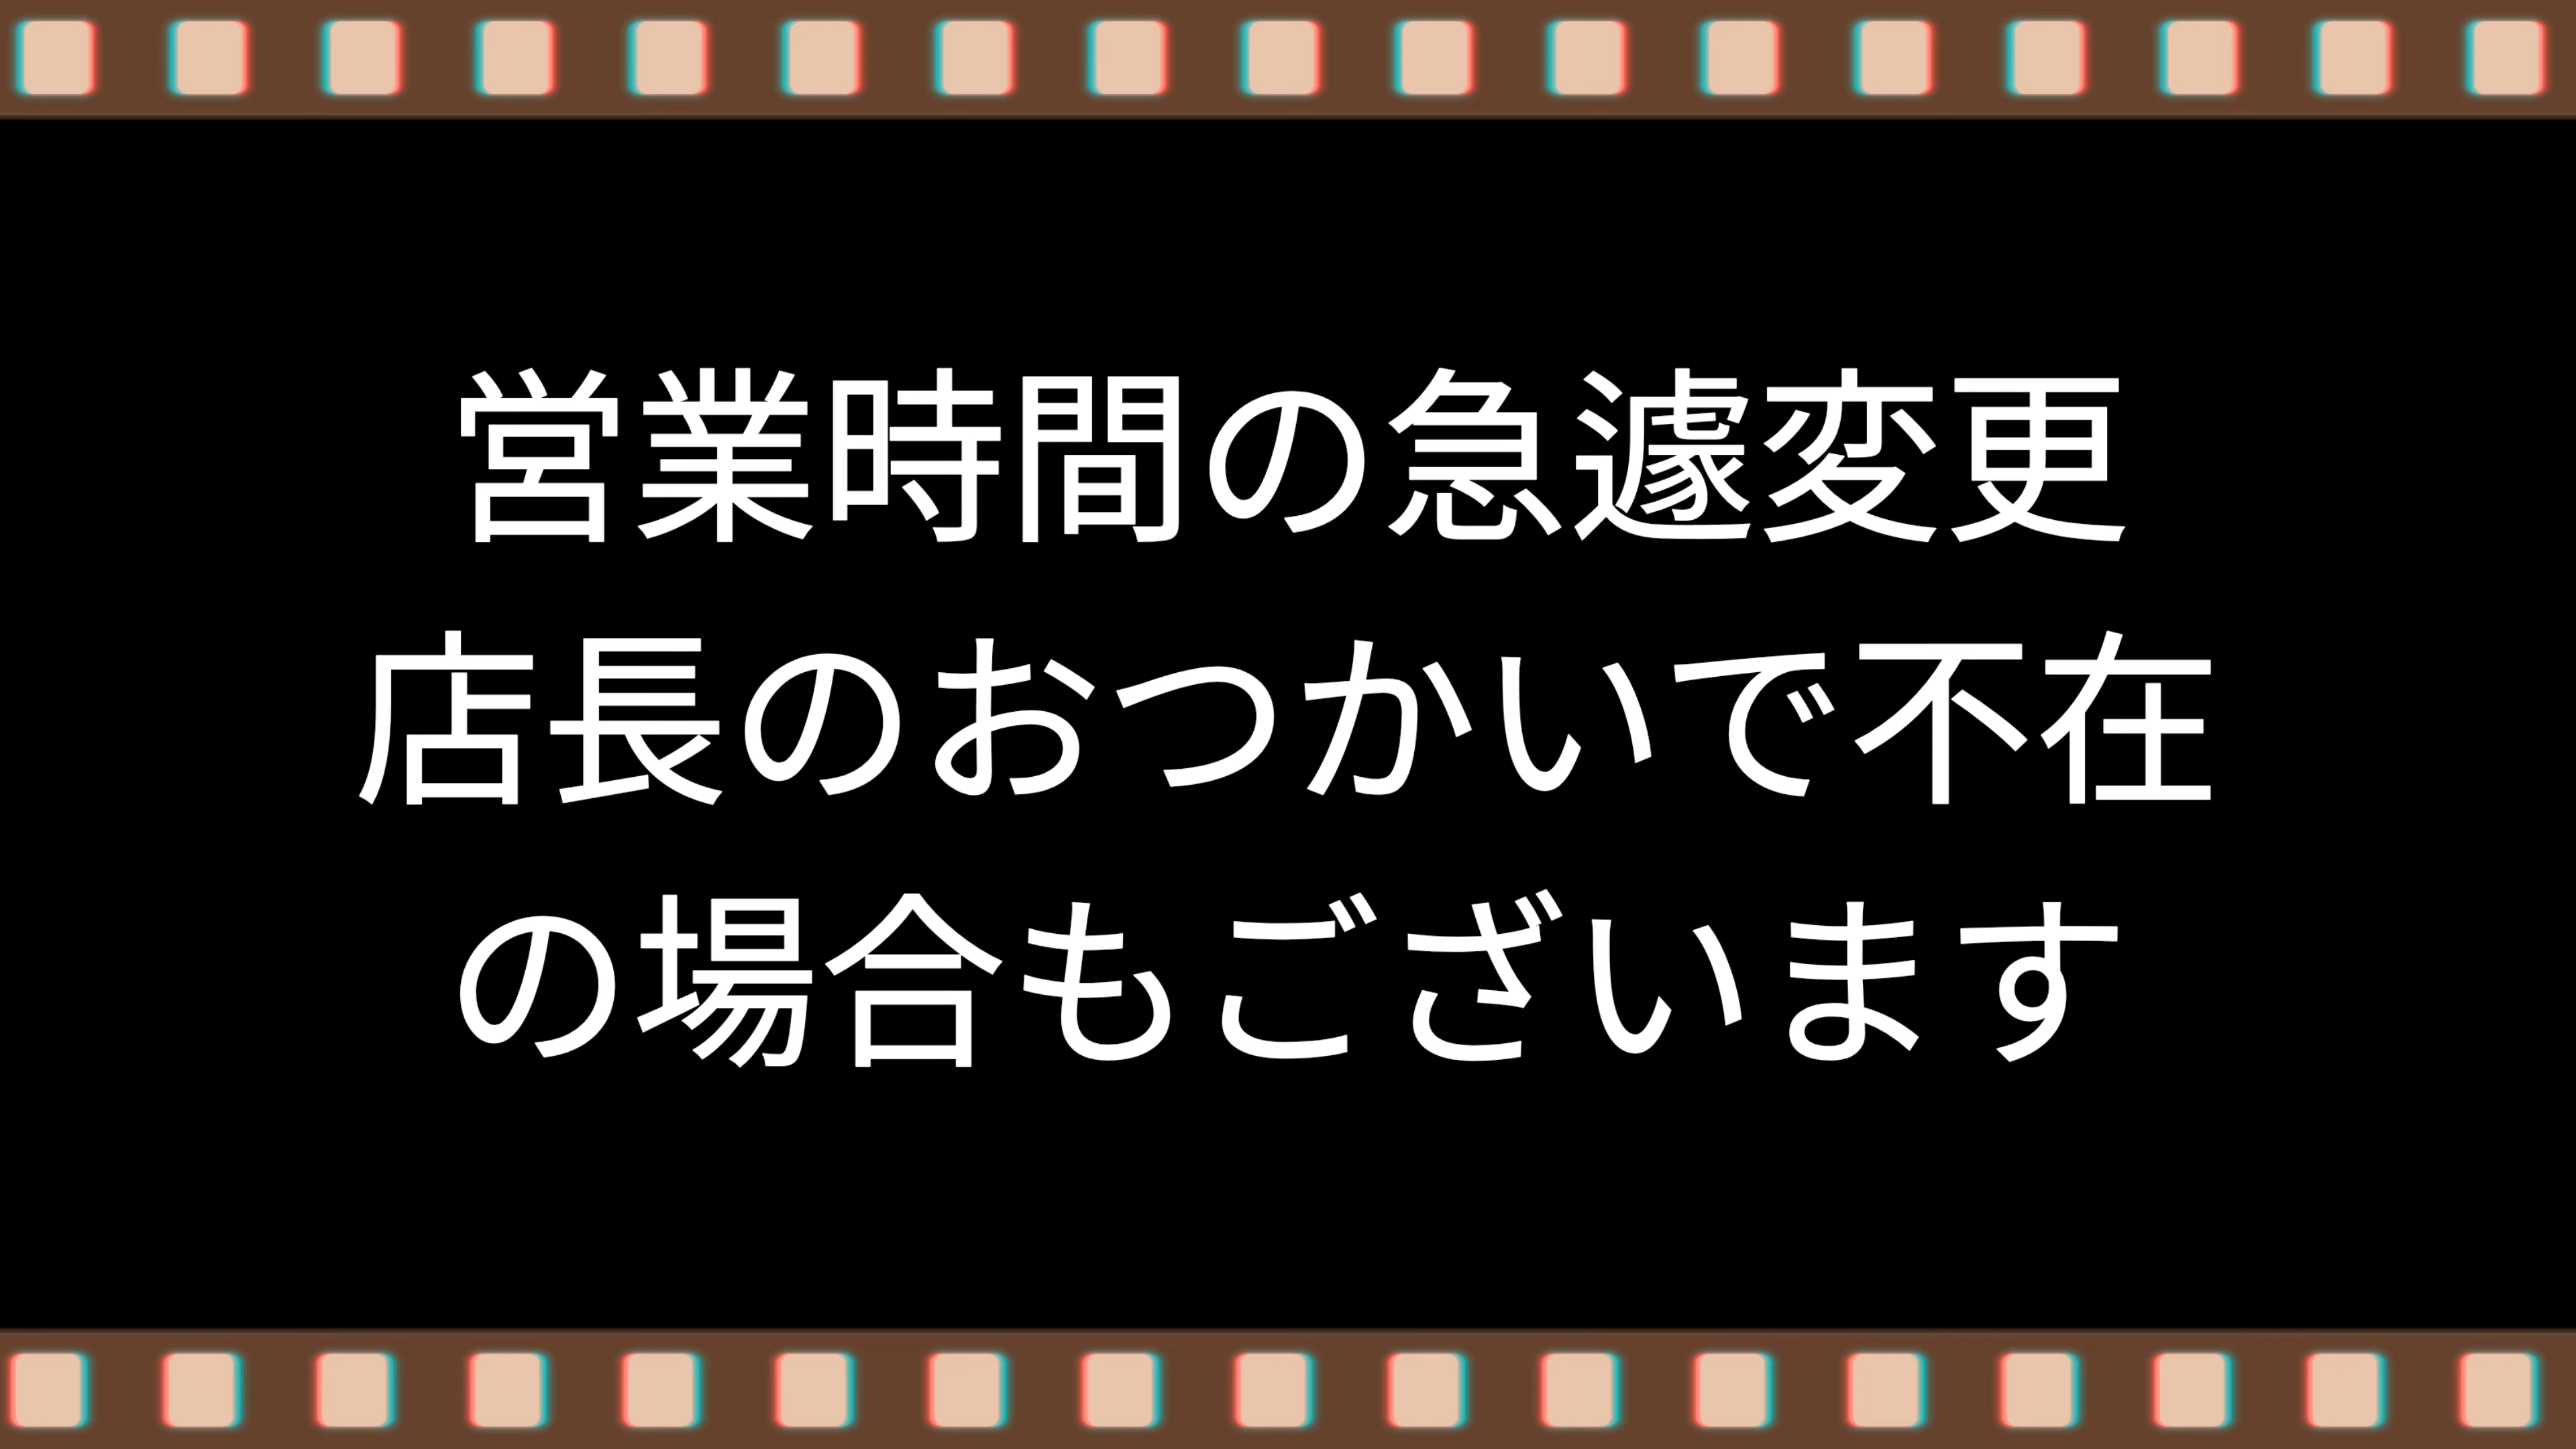 営業時間の急遽変更
店長のおつかいで不在
の場合もございます